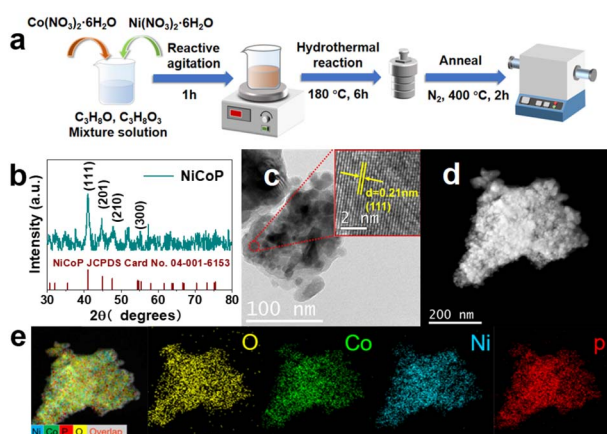 a
Co(NO₃)₂·6H₂O
Ni(NO₃)₂·6H₂O
C₃H₈O, C₃H₈O₃
Mixture solution
Reactive
agitation
1h
Hydrothermal
reaction
180 °C, 6h
Anneal
N₂, 400 °C, 2h
b
Intensity (a.u.)
(111)
(201)
(210)
(300)
NiCoP
NiCoP JCPDS Card No. 04-001-6153
30 40 50 60 70 80
2θ( degrees)
c
d=0.21nm
(111)
2 nm
100 nm
d
200 nm
e
Ni Co P O Overlap
O
Co
Ni
p